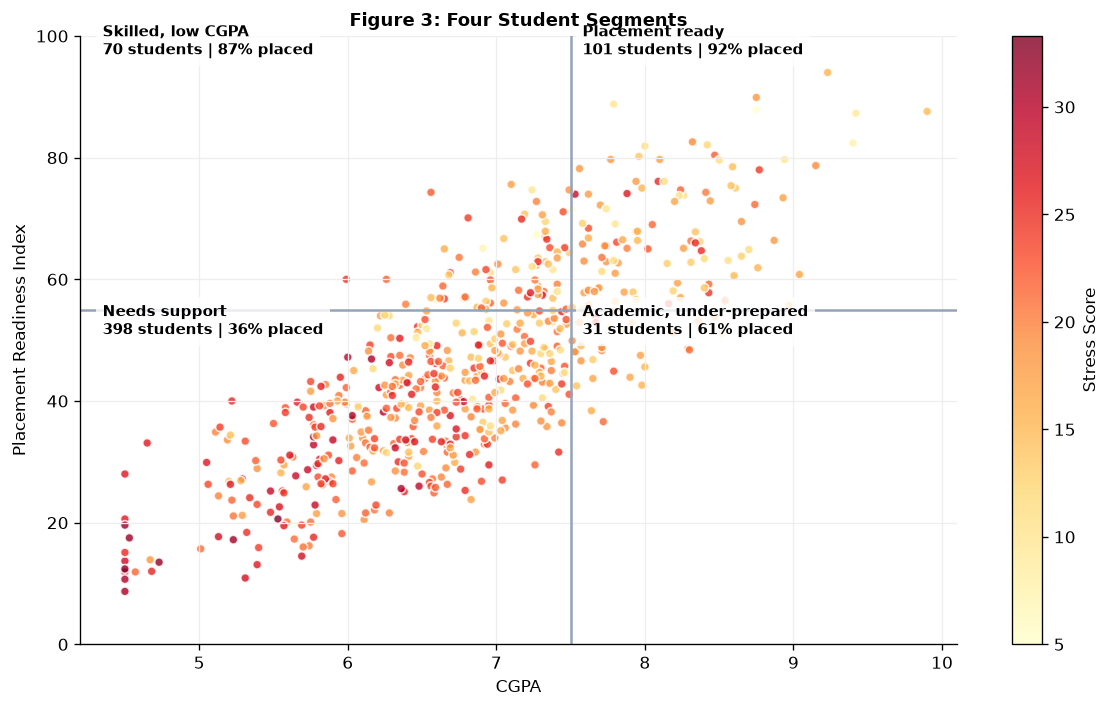 Figure 3: Four Student Segments
Skilled, low CGPA
70 students | 87% placed
Placement ready
101 students | 92% placed
Needs support
398 students | 36% placed
Academic, under-prepared
31 students | 61% placed
Placement Readiness Index
100
80
60
40
20
0
5
6
7
8
9
10
CGPA
30
25
20
15
10
5
Stress Score